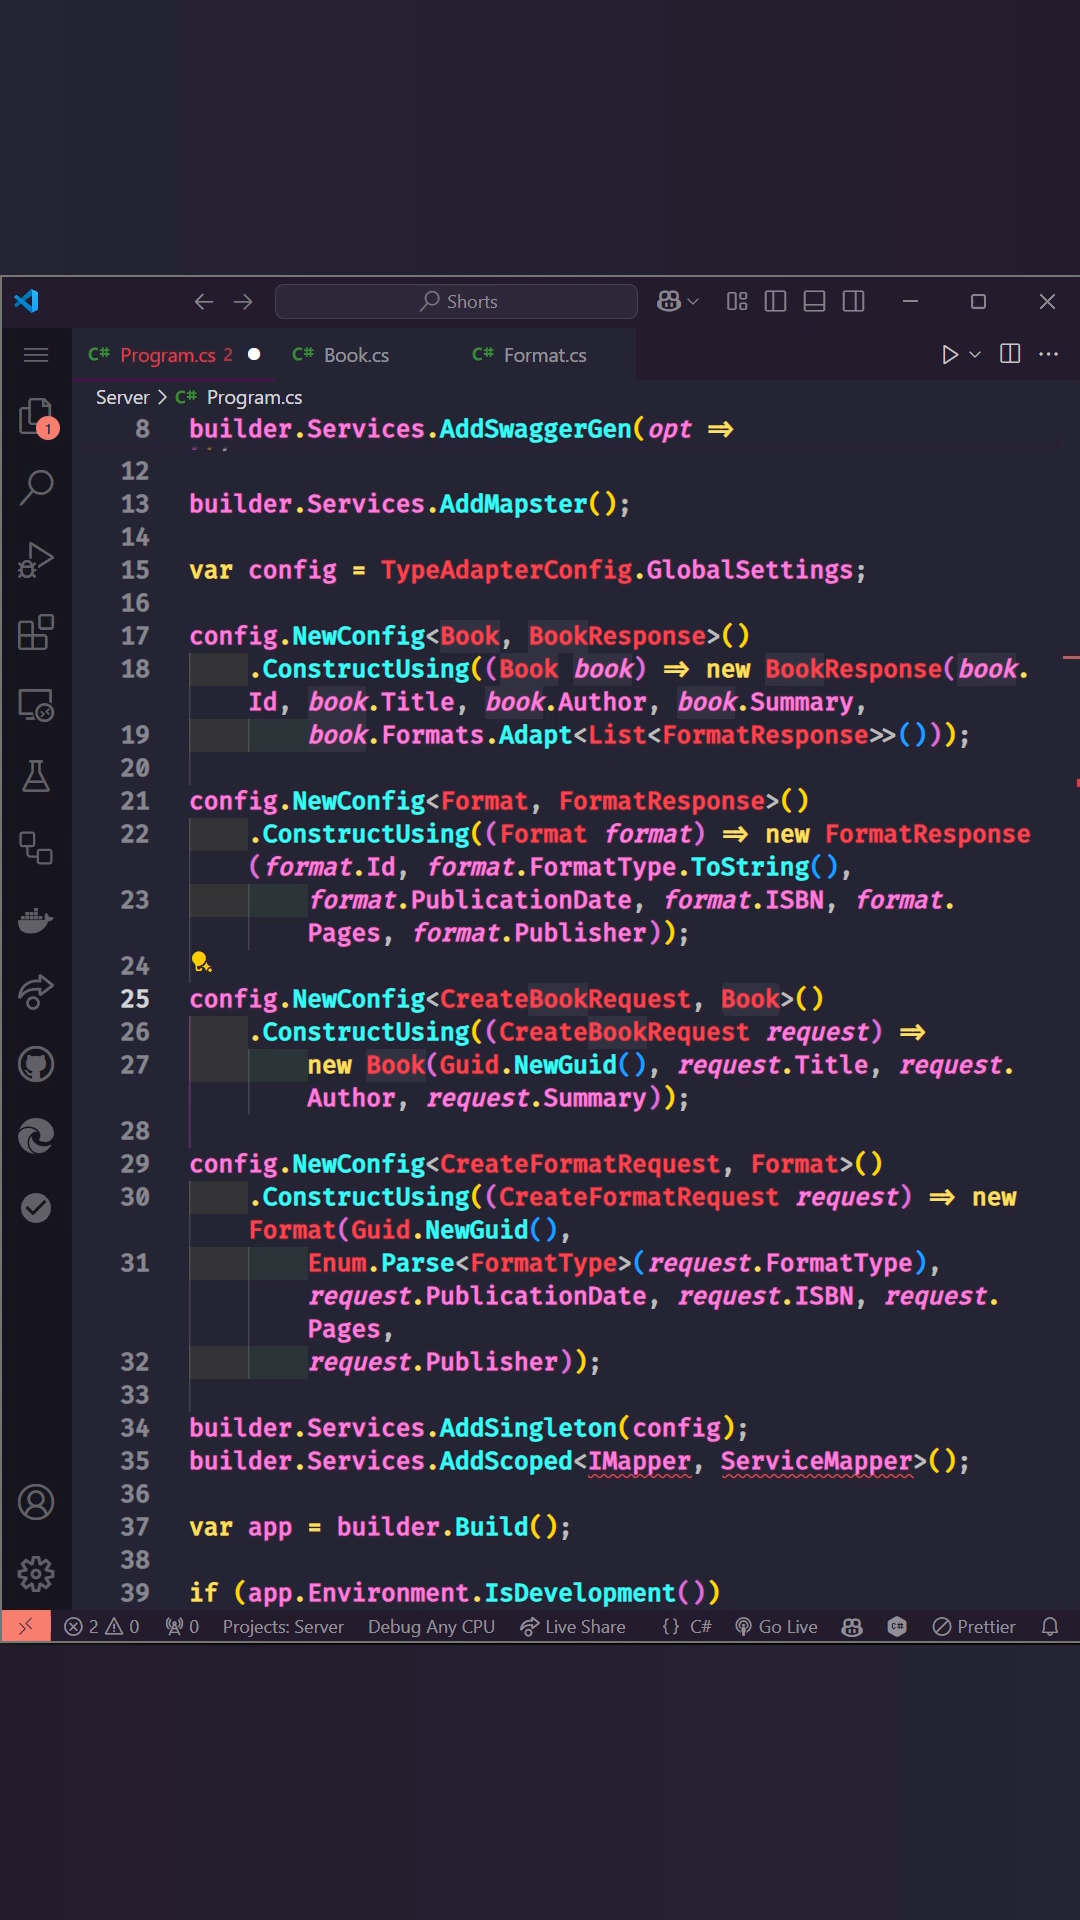 Shorts
C# Program.cs 2
C# Book.cs
C# Format.cs
Server > C# Program.cs
1
8 builder.Services.AddSwaggerGen(opt =>
12
13 builder.Services.AddMapster();
14
15 var config = TypeAdapterConfig.GlobalSettings;
16
17 config.NewConfig<Book, BookResponse>()
18 .ConstructUsing((Book book) => new BookResponse(book.
Id, book.Title, book.Author, book.Summary,
19 book.Formats.Adapt<List<FormatResponse>>()));
20
21 config.NewConfig<Format, FormatResponse>()
22 .ConstructUsing((Format format) => new FormatResponse
(format.Id, format.FormatType.ToString(),
23 format.PublicationDate, format.ISBN, format.
Pages, format.Publisher));
24
25 config.NewConfig<CreateBookRequest, Book>()
26 .ConstructUsing((CreateBookRequest request) =>
27 new Book(Guid.NewGuid(), request.Title, request.
Author, request.Summary));
28
29 config.NewConfig<CreateFormatRequest, Format>()
30 .ConstructUsing((CreateFormatRequest request) => new
Format(Guid.NewGuid(),
31 Enum.Parse<FormatType>(request.FormatType),
request.PublicationDate, request.ISBN, request.
Pages,
32 request.Publisher));
33
34 builder.Services.AddSingleton(config);
35 builder.Services.AddScoped<IMapper, ServiceMapper>();
36
37 var app = builder.Build();
38
39 if (app.Environment.IsDevelopment())
2 0 0 Projects: Server Debug Any CPU Live Share {} C# Go Live Prettier